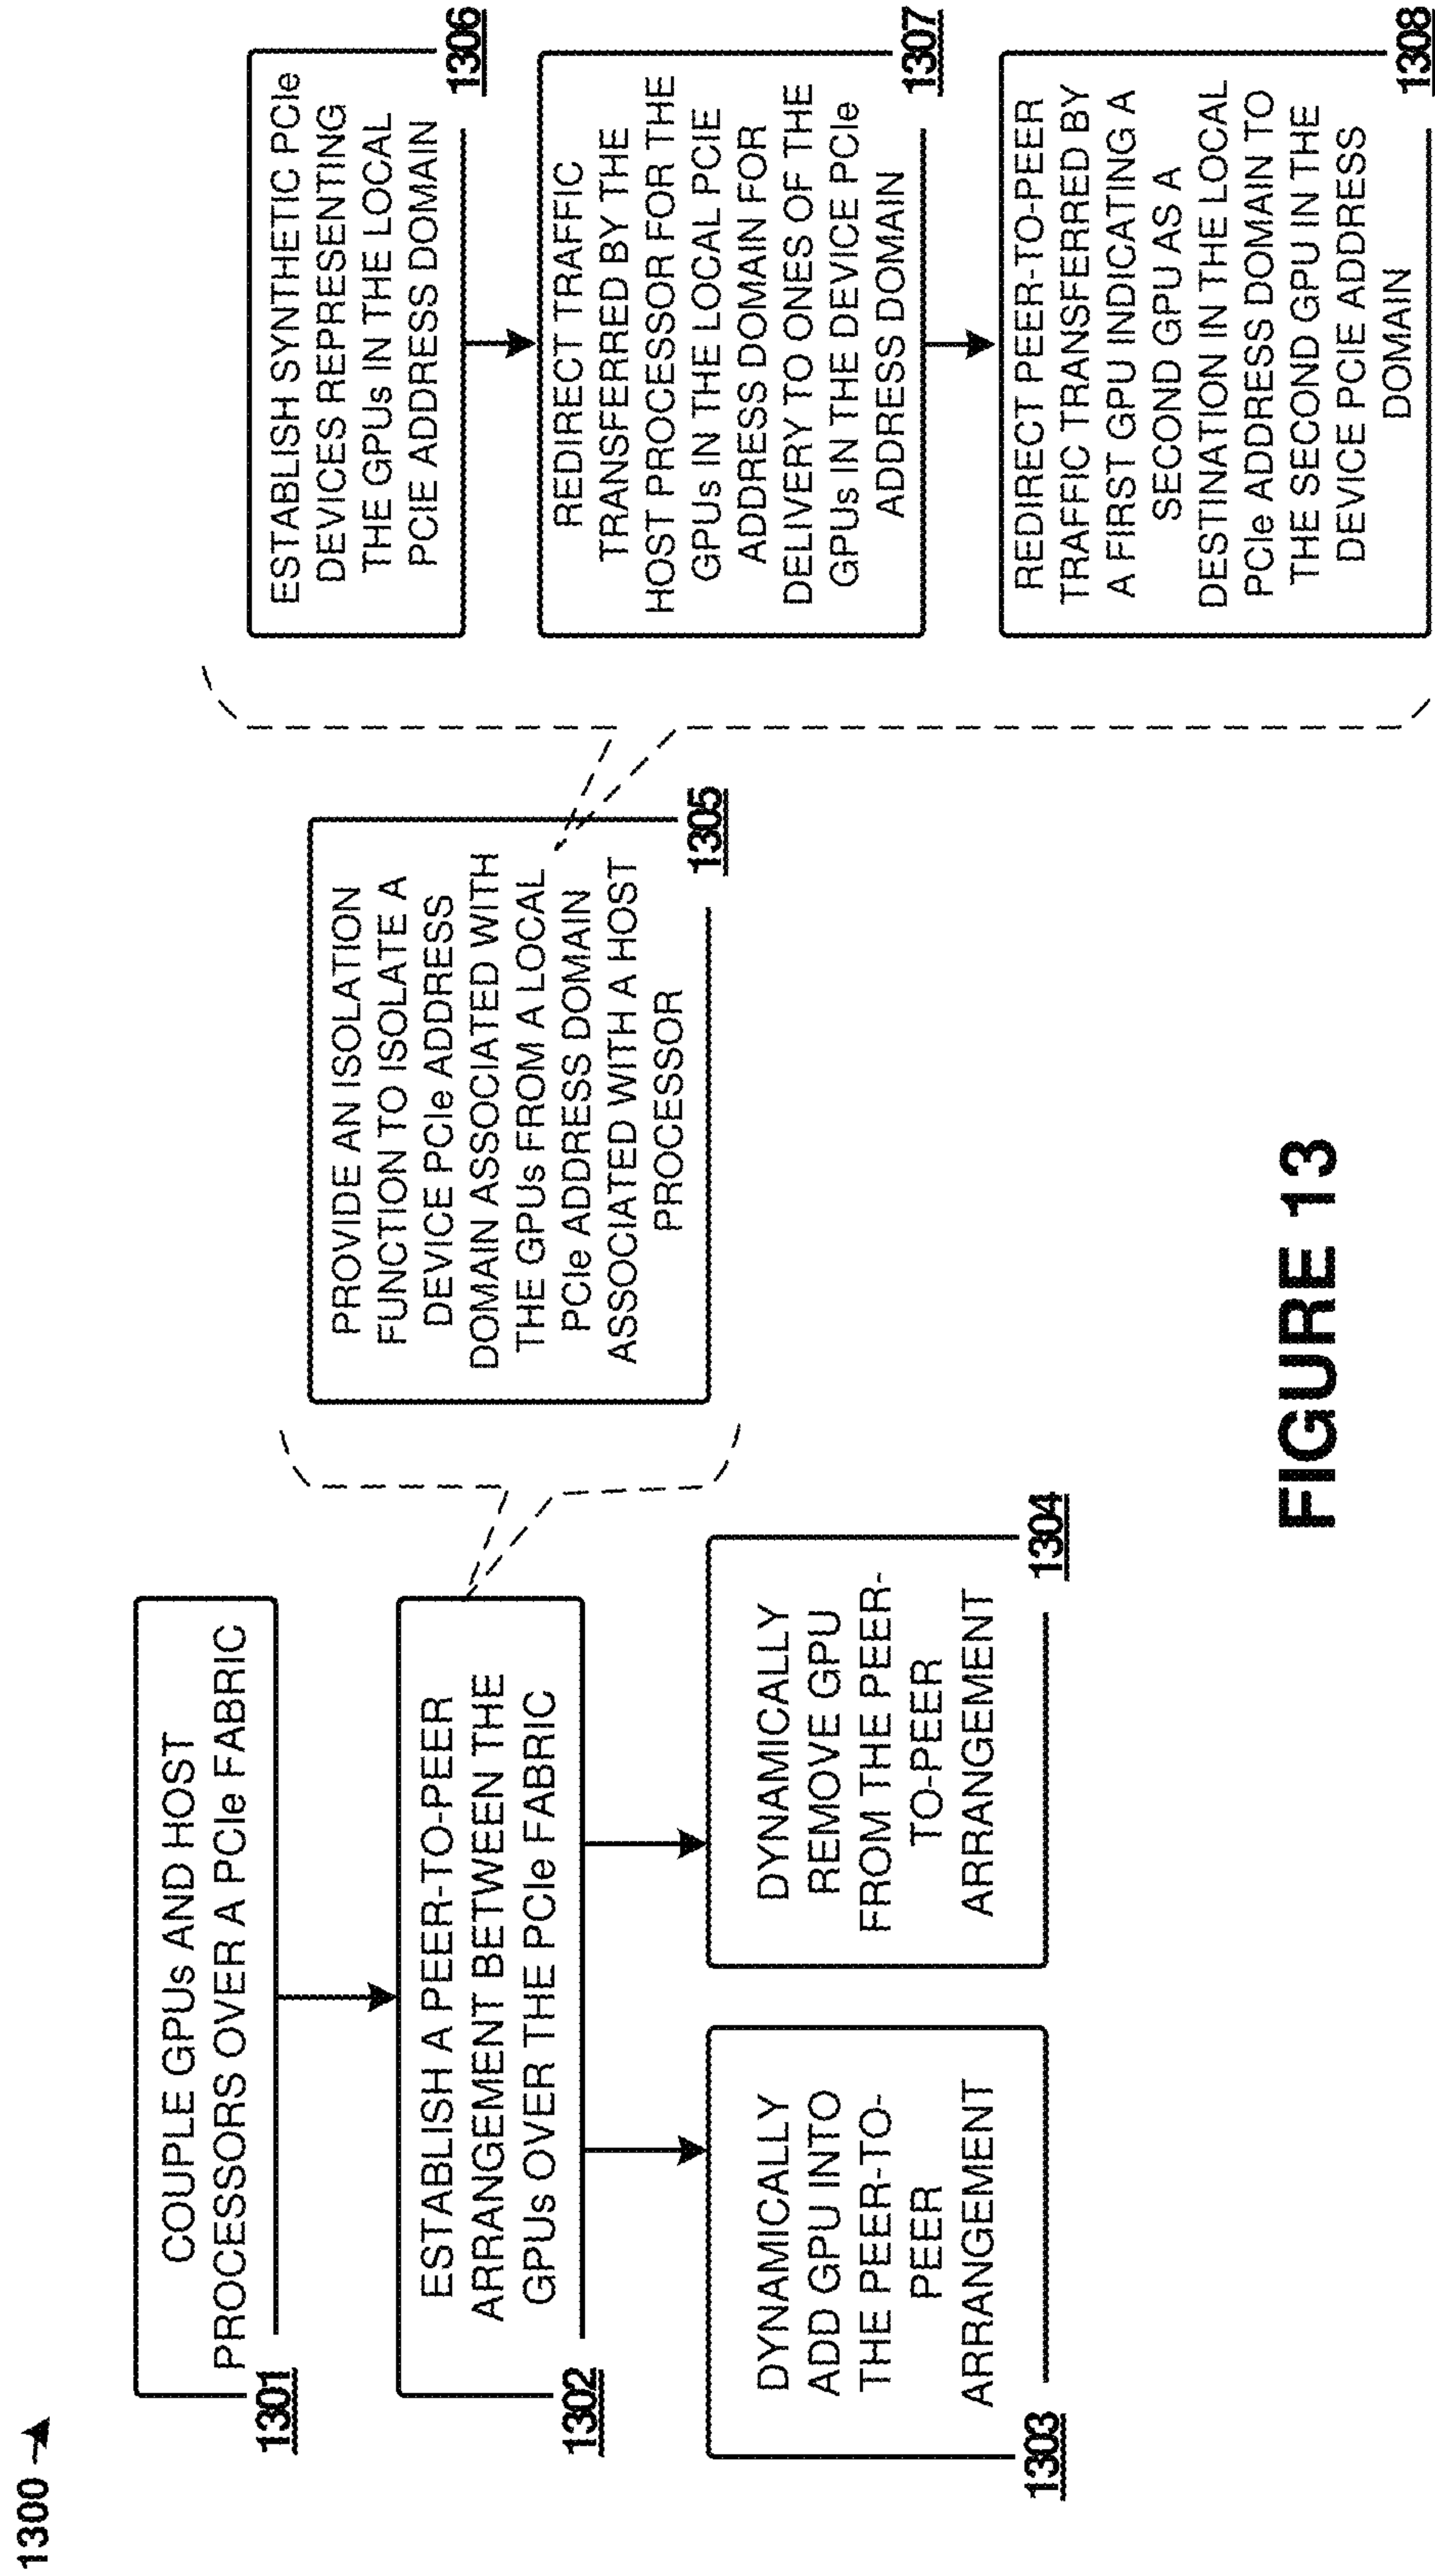 1300
COUPLE GPUs AND HOST
PROCESSORS OVER A PCIe FABRIC
1301
ESTABLISH A PEER-TO-PEER
ARRANGEMENT BETWEEN THE
GPUs OVER THE PCIe FABRIC
1302
DYNAMICALLY
ADD GPU INTO
THE PEER-TO-
PEER
ARRANGEMENT
1303
DYNAMICALLY
REMOVE GPU
FROM THE PEER-
TO-PEER
ARRANGEMENT
1304
PROVIDE AN ISOLATION
FUNCTION TO ISOLATE A
DEVICE PCIe ADDRESS
DOMAIN ASSOCIATED WITH
THE GPUs FROM A LOCAL
PCIe ADDRESS DOMAIN
ASSOCIATED WITH A HOST
PROCESSOR
1305
ESTABLISH SYNTHETIC PCIe
DEVICES REPRESENTING
THE GPUs IN THE LOCAL
PCIE ADDRESS DOMAIN
1306
REDIRECT TRAFFIC
TRANSFERRED BY THE
HOST PROCESSOR FOR THE
GPUs IN THE LOCAL PCIE
ADDRESS DOMAIN FOR
DELIVERY TO ONES OF THE
GPUs IN THE DEVICE PCIe
ADDRESS DOMAIN
1307
REDIRECT PEER-TO-PEER
TRAFFIC TRANSFERRED BY
A FIRST GPU INDICATING A
SECOND GPU AS A
DESTINATION IN THE LOCAL
PCIe ADDRESS DOMAIN TO
THE SECOND GPU IN THE
DEVICE PCIE ADDRESS
DOMAIN
1308
FIGURE 13